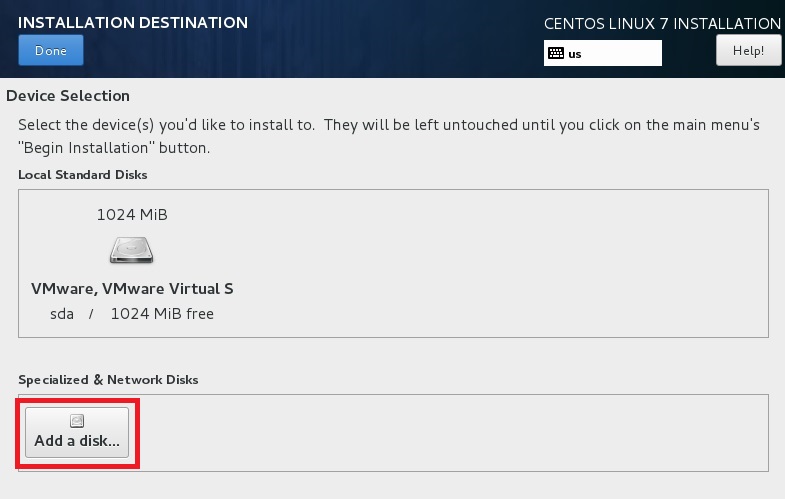 INSTALLATION DESTINATION
CENTOS LINUX 7 INSTALLATION
Done
us
Help!
Device Selection
Select the device(s) you'd like to install to. They will be left untouched until you click on the main menu's
"Begin Installation" button.
Local Standard Disks
1024 MiB
VMware, VMware Virtual S
sda / 1024 MiB free
Specialized & Network Disks
Add a disk...